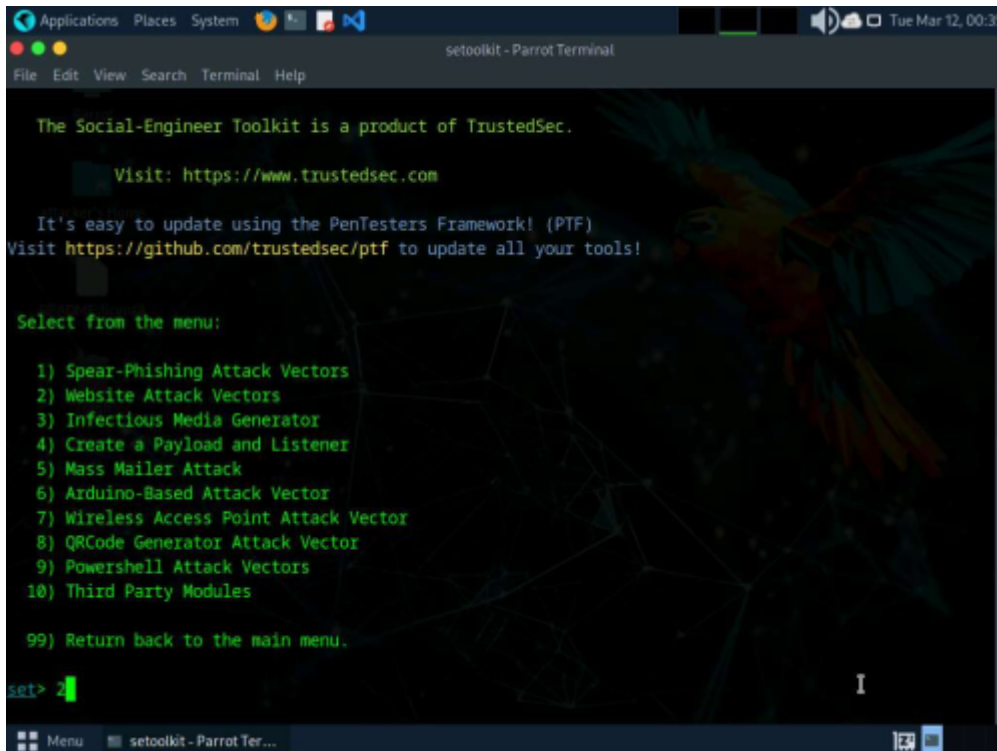 Applications Places System Tue Mar 12, 00:3
setoolkit - Parrot Terminal
File Edit View Search Terminal Help
The Social-Engineer Toolkit is a product of TrustedSec.
Visit: https://www.trustedsec.com
It's easy to update using the PenTesters Framework! (PTF)
Visit https://github.com/trustedsec/ptf to update all your tools!
Select from the menu:
1) Spear-Phishing Attack Vectors
2) Website Attack Vectors
3) Infectious Media Generator
4) Create a Payload and Listener
5) Mass Mailer Attack
6) Arduino-Based Attack Vector
7) Wireless Access Point Attack Vector
8) QRCode Generator Attack Vector
9) Powershell Attack Vectors
10) Third Party Modules
99) Return back to the main menu.
set> 2
Menu setoolkit - Parrot Ter...